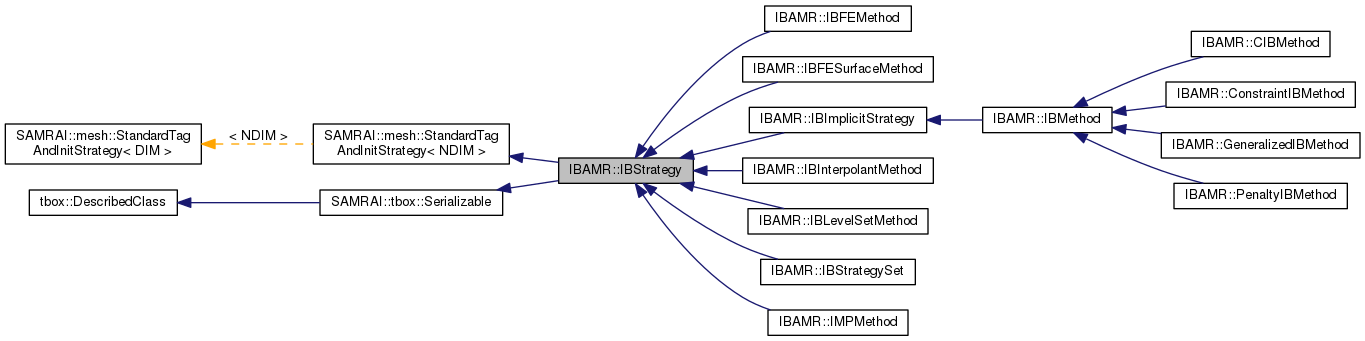 SAMRAI::mesh::StandardTag
AndInitStrategy< DIM >
< NDIM >
SAMRAI::mesh::StandardTag
AndInitStrategy< NDIM >
tbox::DescribedClass
SAMRAI::tbox::Serializable
IBAMR::IBStrategy
IBAMR::IBFEMethod
IBAMR::IBFESurfaceMethod
IBAMR::IBImplicitStrategy
IBAMR::IBInterpolantMethod
IBAMR::IBLevelSetMethod
IBAMR::IBStrategySet
IBAMR::IMPMethod
IBAMR::IBMethod
IBAMR::CIBMethod
IBAMR::ConstraintIBMethod
IBAMR::GeneralizedIBMethod
IBAMR::PenaltyIBMethod